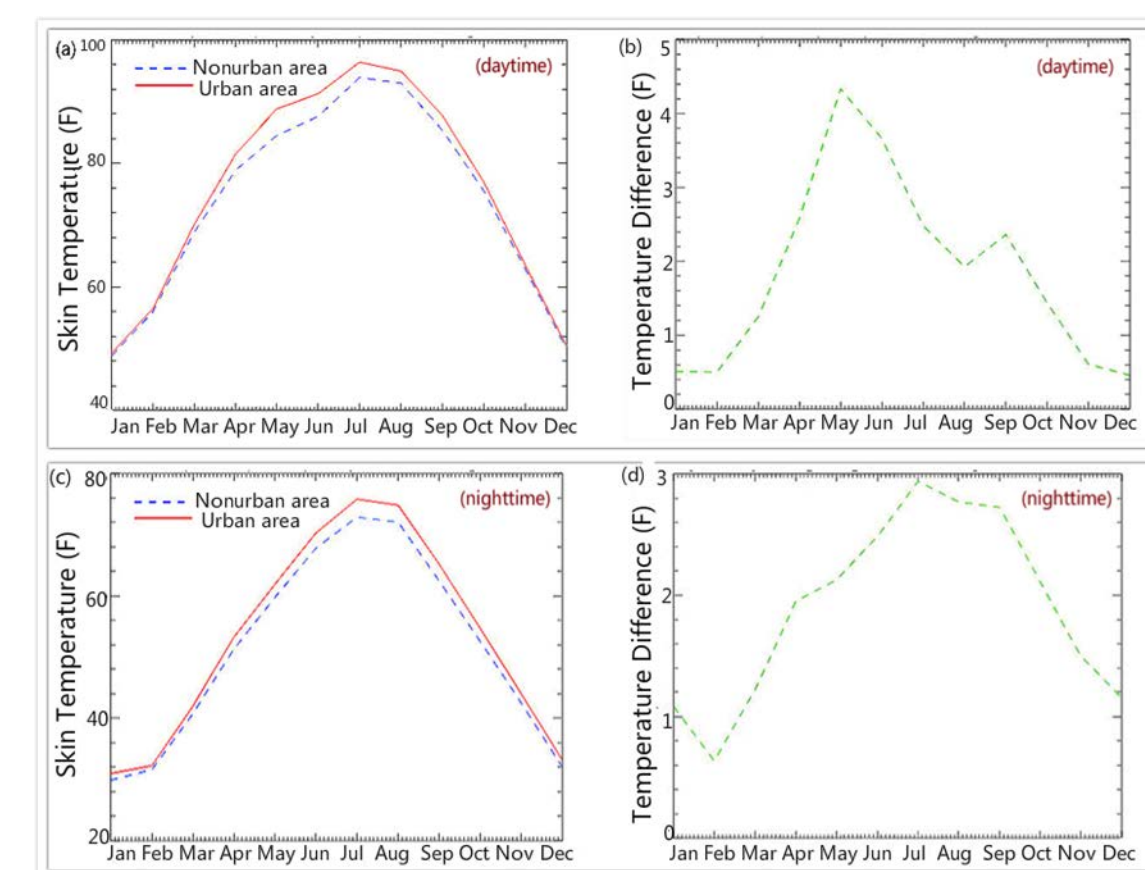 (a)
Skin Temperature (F)
100
80
60
40
Nonurban area
Urban area
(daytime)
Jan Feb Mar Apr May Jun Jul Aug Sep Oct Nov Dec
(b)
Temperature Difference (F)
5
4
3
2
1
0
(daytime)
Jan Feb Mar Apr May Jun Jul Aug Sep Oct Nov Dec
(c)
Skin Temperature (F)
80
60
40
20
Nonurban area
Urban area
(nighttime)
Jan Feb Mar Apr May Jun Jul Aug Sep Oct Nov Dec
(d)
Temperature Difference (F)
3
2
1
0
(nighttime)
Jan Feb Mar Apr May Jun Jul Aug Sep Oct Nov Dec